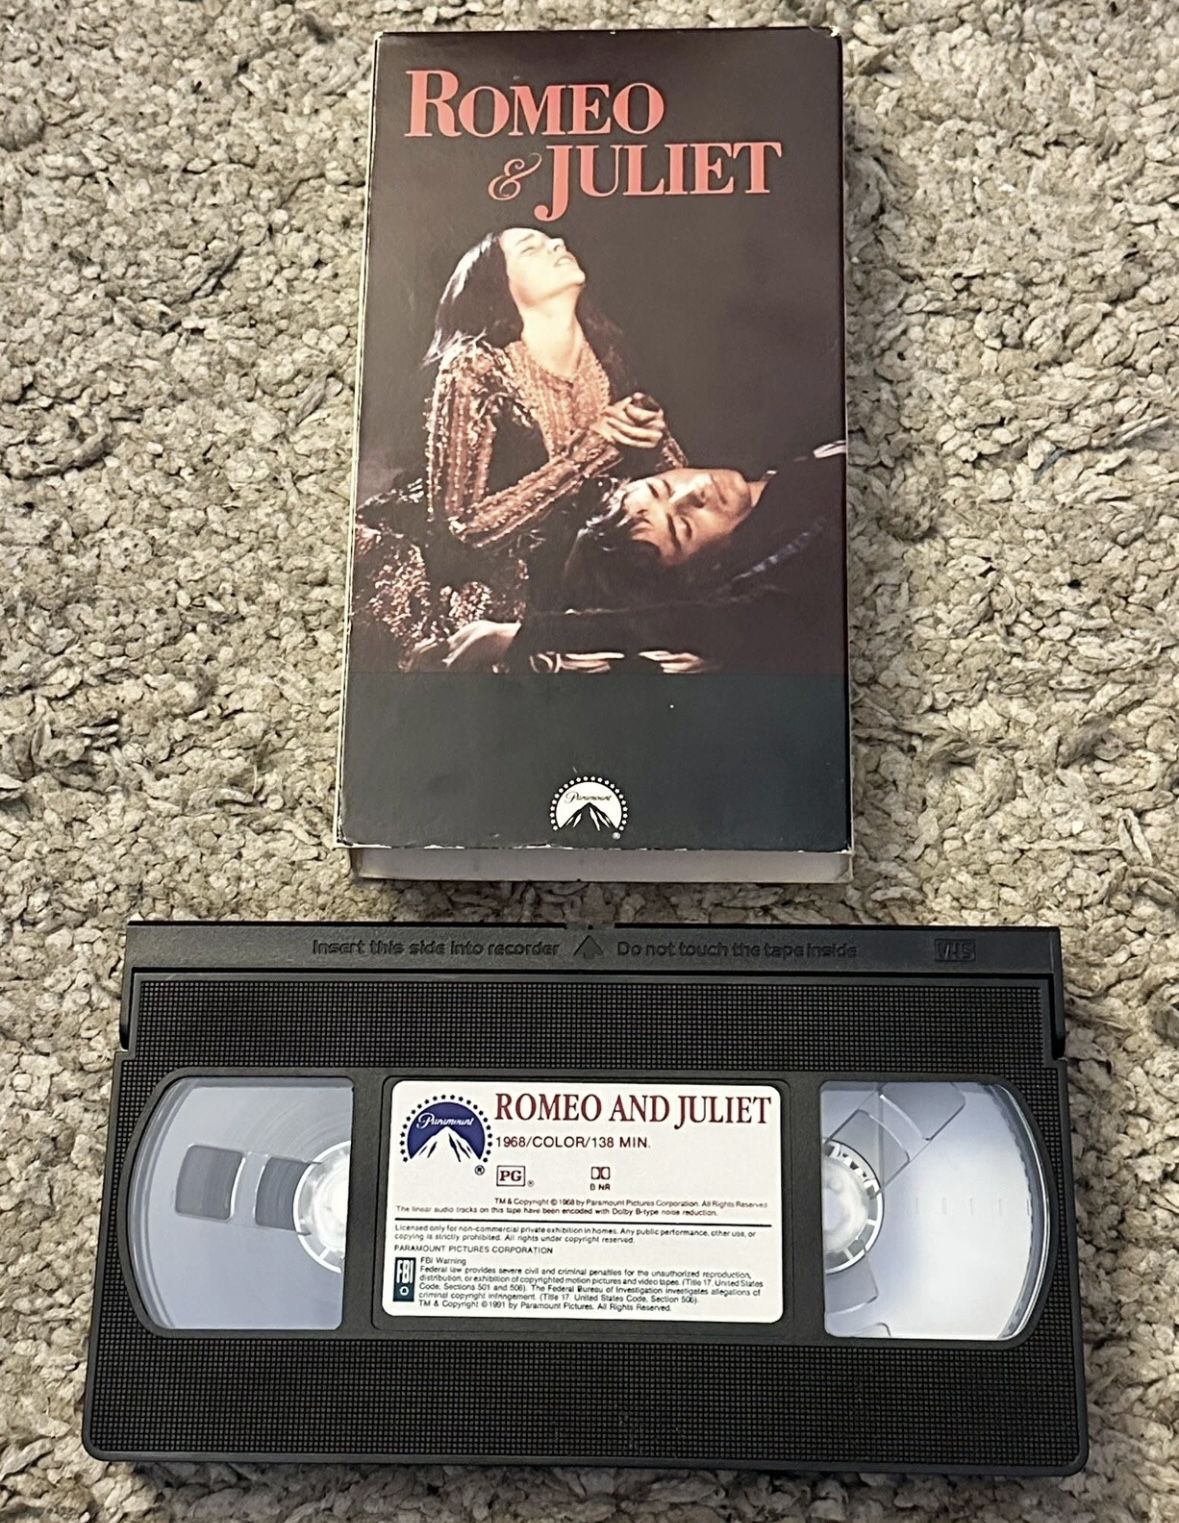 ROMEO
& JULIET
Paramount
®
Insert this side into recorder Do not touch the tape inside VHS
Paramount
®
ROMEO AND JULIET
1968/COLOR/138 MIN.
PG ®
B NR
TM & Copyright © 1968 by Paramount Pictures Corporation. All Rights Reserved
The linear audio tracks on this tape have been encoded with Dolby B-type noise reduction.
Licensed only for non-commercial private exhibition in homes. Any public performance, other use, or
copying is strictly prohibited. All rights under copyright reserved.
PARAMOUNT PICTURES CORPORATION
FBI
FBI Warning
Federal law provides severe civil and criminal penalties for the unauthorized reproduction,
distribution, or exhibition of copyrighted motion pictures and video tapes. (Title 17, United States
Code, Sections 501 and 506). The Federal Bureau of Investigation investigates allegations of
criminal copyright infringement. (Title 17, United States Code, Section 506).
TM & Copyright © 1991 by Paramount Pictures. All Rights Reserved.